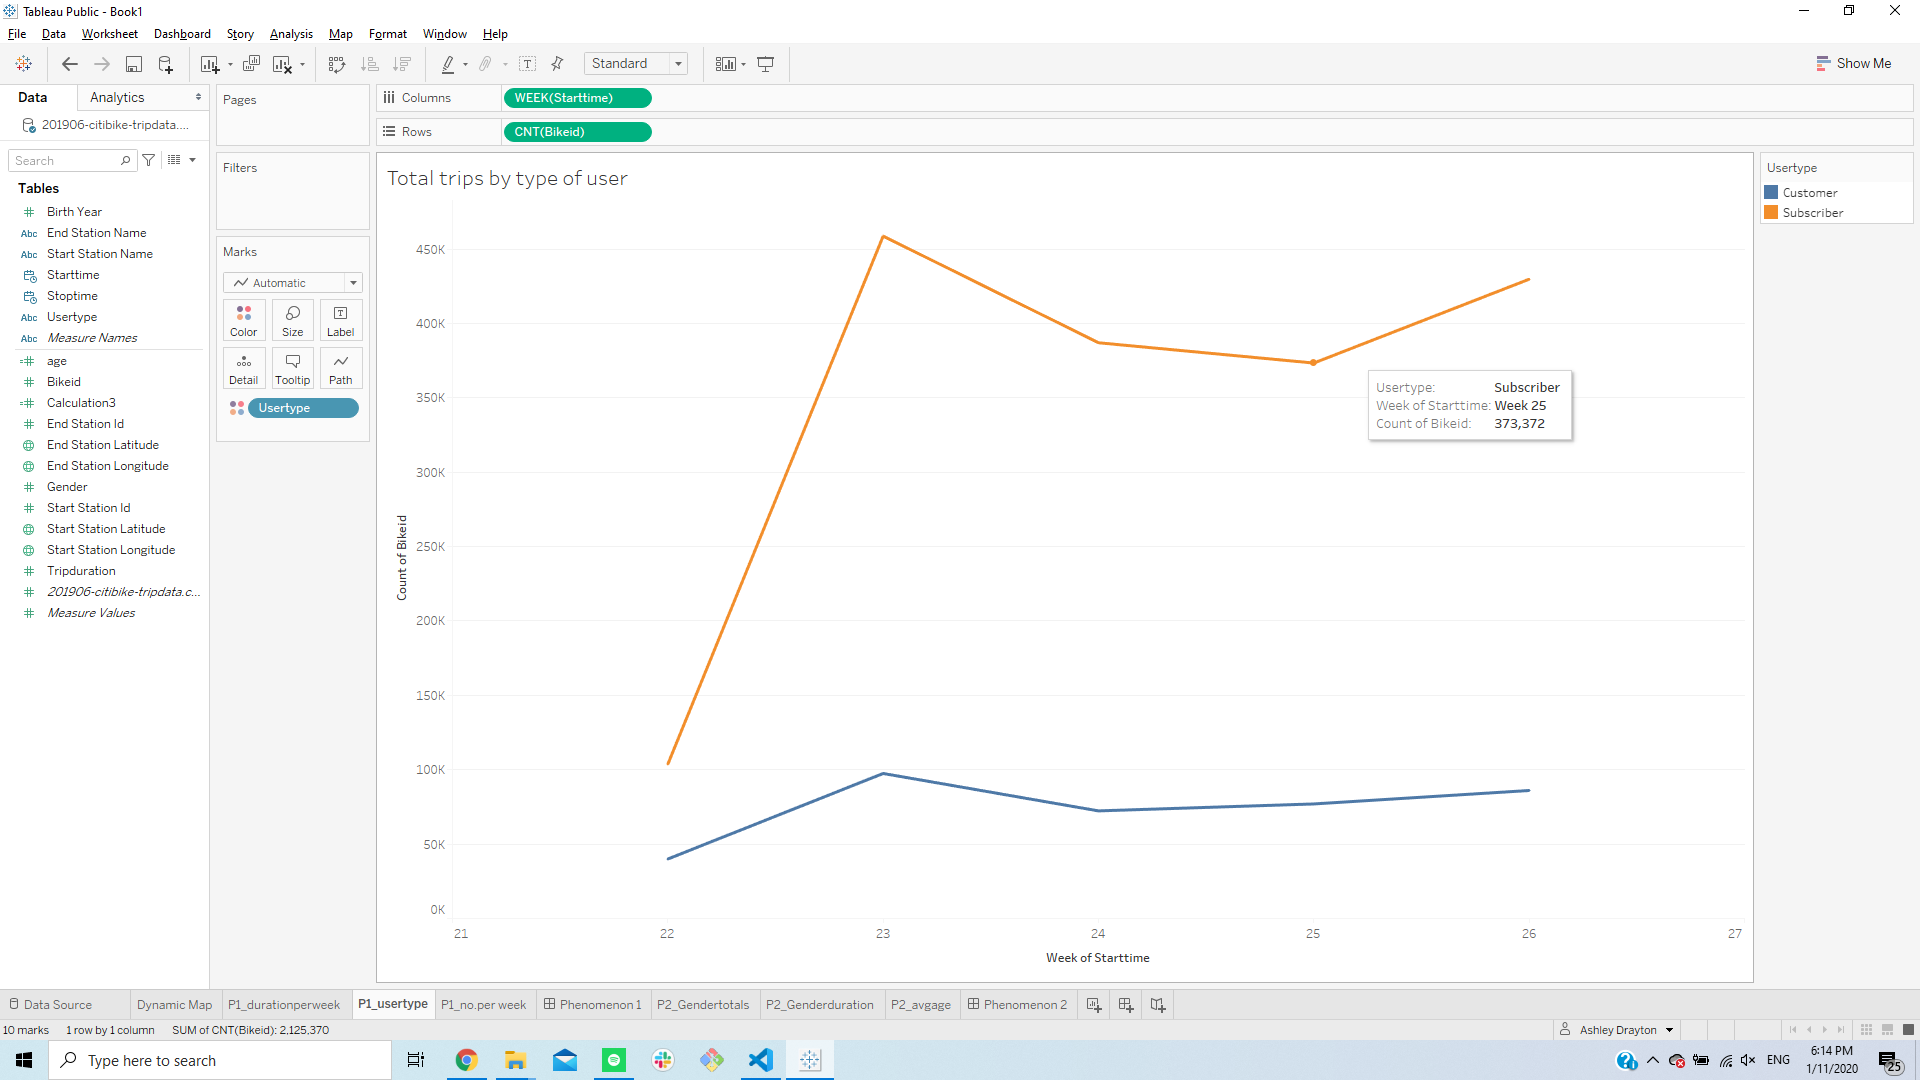 Tableau Public - Book1
File Data Worksheet Dashboard Story Analysis Map Format Window Help
Standard
Show Me
Data Analytics
201906-citibike-tripdata....
Search
Tables
Birth Year
Abc End Station Name
Abc Start Station Name
Starttime
Stoptime
Abc Usertype
Abc Measure Names
age
Bikeid
Calculation3
End Station Id
End Station Latitude
End Station Longitude
Gender
Start Station Id
Start Station Latitude
Start Station Longitude
Tripduration
201906-citibike-tripdata.c...
Measure Values
Pages
Filters
Marks
Automatic
Color Size Label
Detail Tooltip Path
Usertype
Columns WEEK(Starttime)
Rows CNT(Bikeid)
Total trips by type of user
450K
400K
350K
300K
250K
200K
150K
100K
50K
0K
Count of Bikeid
21 22 23 24 25 26 27
Week of Starttime
Usertype: Subscriber
Week of Starttime: Week 25
Count of Bikeid: 373,372
Usertype
Customer
Subscriber
Data Source Dynamic Map P1_durationperweek P1_usertype P1_no.per week Phenomenon 1 P2_Gendertotals P2_Genderduration P2_avgage Phenomenon 2
10 marks 1 row by 1 column SUM of CNT(Bikeid): 2,125,370
Ashley Drayton
Type here to search
ENG
6:14 PM
1/11/2020
25